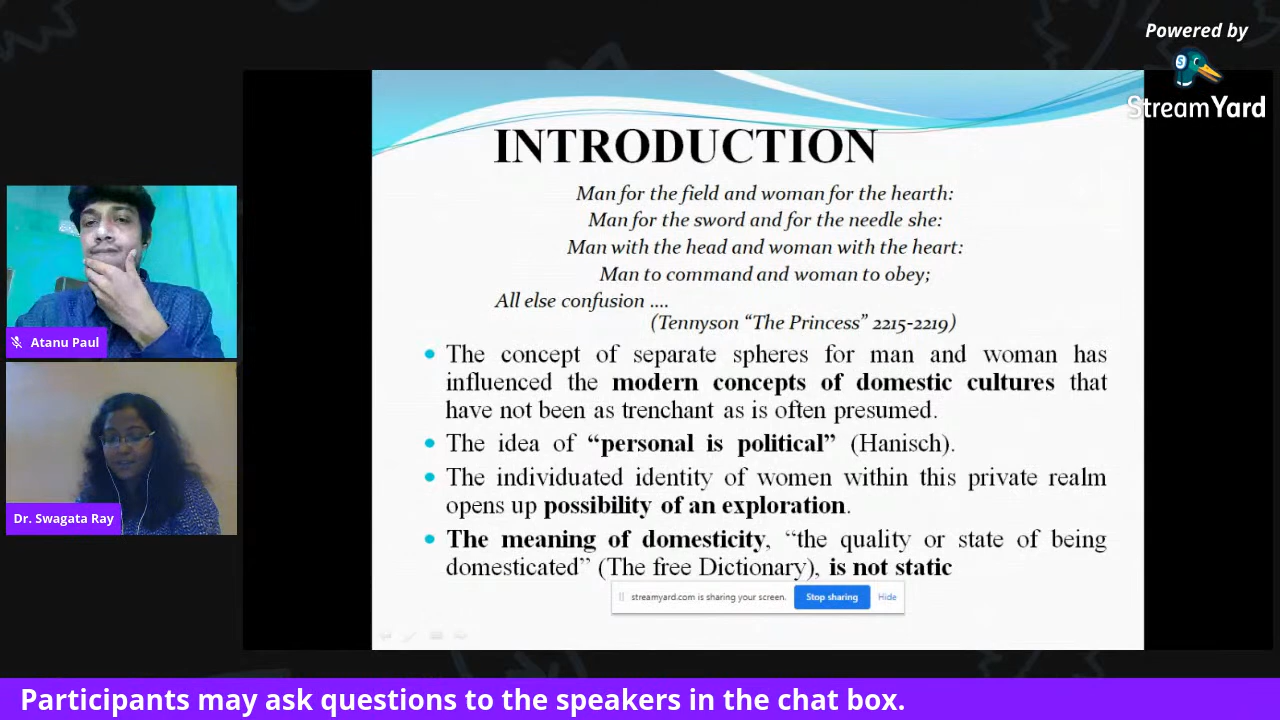 Powered by
StreamYard
INTRODUCTION
Man for the field and woman for the hearth:
Man for the sword and for the needle she:
Man with the head and woman with the heart:
Man to command and woman to obey;
All else confusion ....
(Tennyson “The Princess” 2215-2219)
• The concept of separate spheres for man and woman has
influenced the modern concepts of domestic cultures that
have not been as trenchant as is often presumed.
• The idea of “personal is political” (Hanisch).
• The individuated identity of women within this private realm
opens up possibility of an exploration.
• The meaning of domesticity, “the quality or state of being
domesticated” (The free Dictionary), is not static
streamyard.com is sharing your screen.
Stop sharing
Hide
Atanu Paul
Dr. Swagata Ray
Participants may ask questions to the speakers in the chat box.